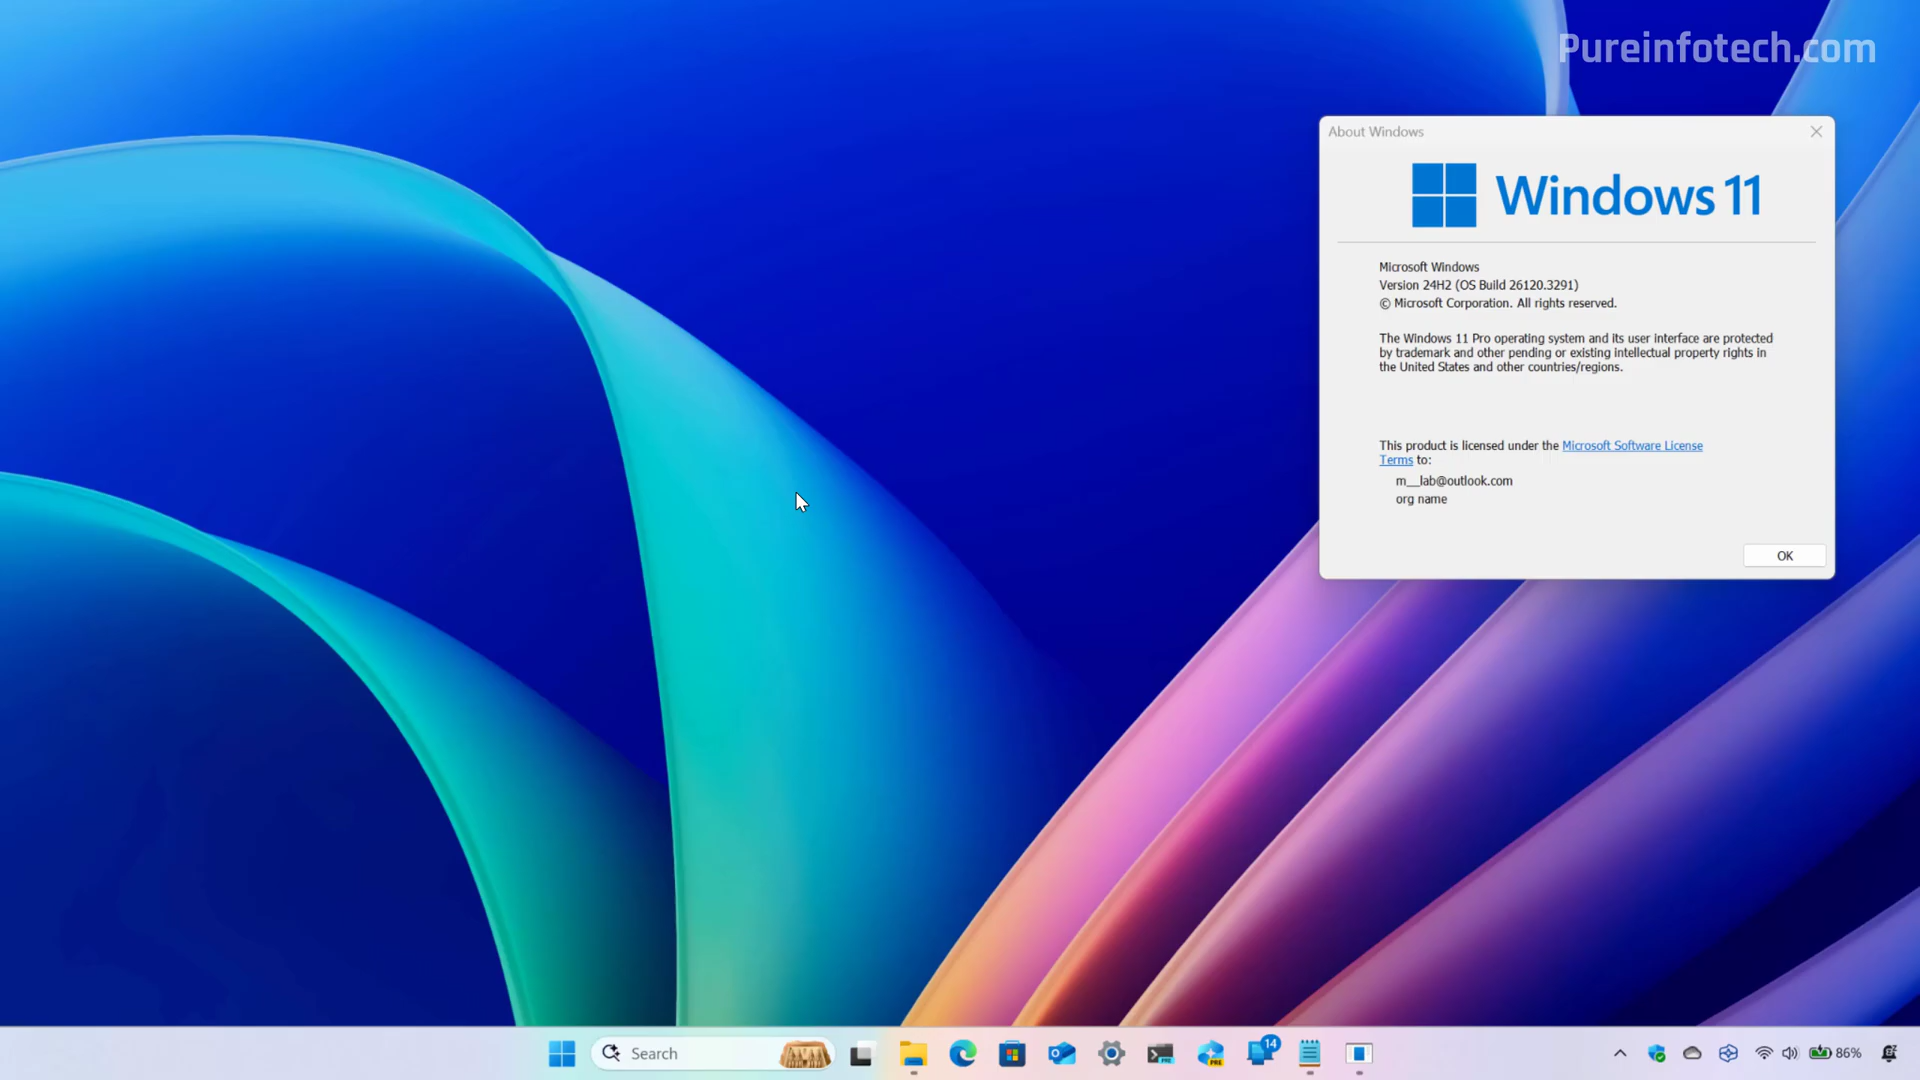 Pureinfotech.com
About Windows
Windows 11
Microsoft Windows
Version 24H2 (OS Build 26120.3291)
© Microsoft Corporation. All rights reserved.
The Windows 11 Pro operating system and its user interface are protected
by trademark and other pending or existing intellectual property rights in
the United States and other countries/regions.
This product is licensed under the Microsoft Software License
Terms to:
m__lab@outlook.com
org name
OK
Search
PRE
PRE
14
86%